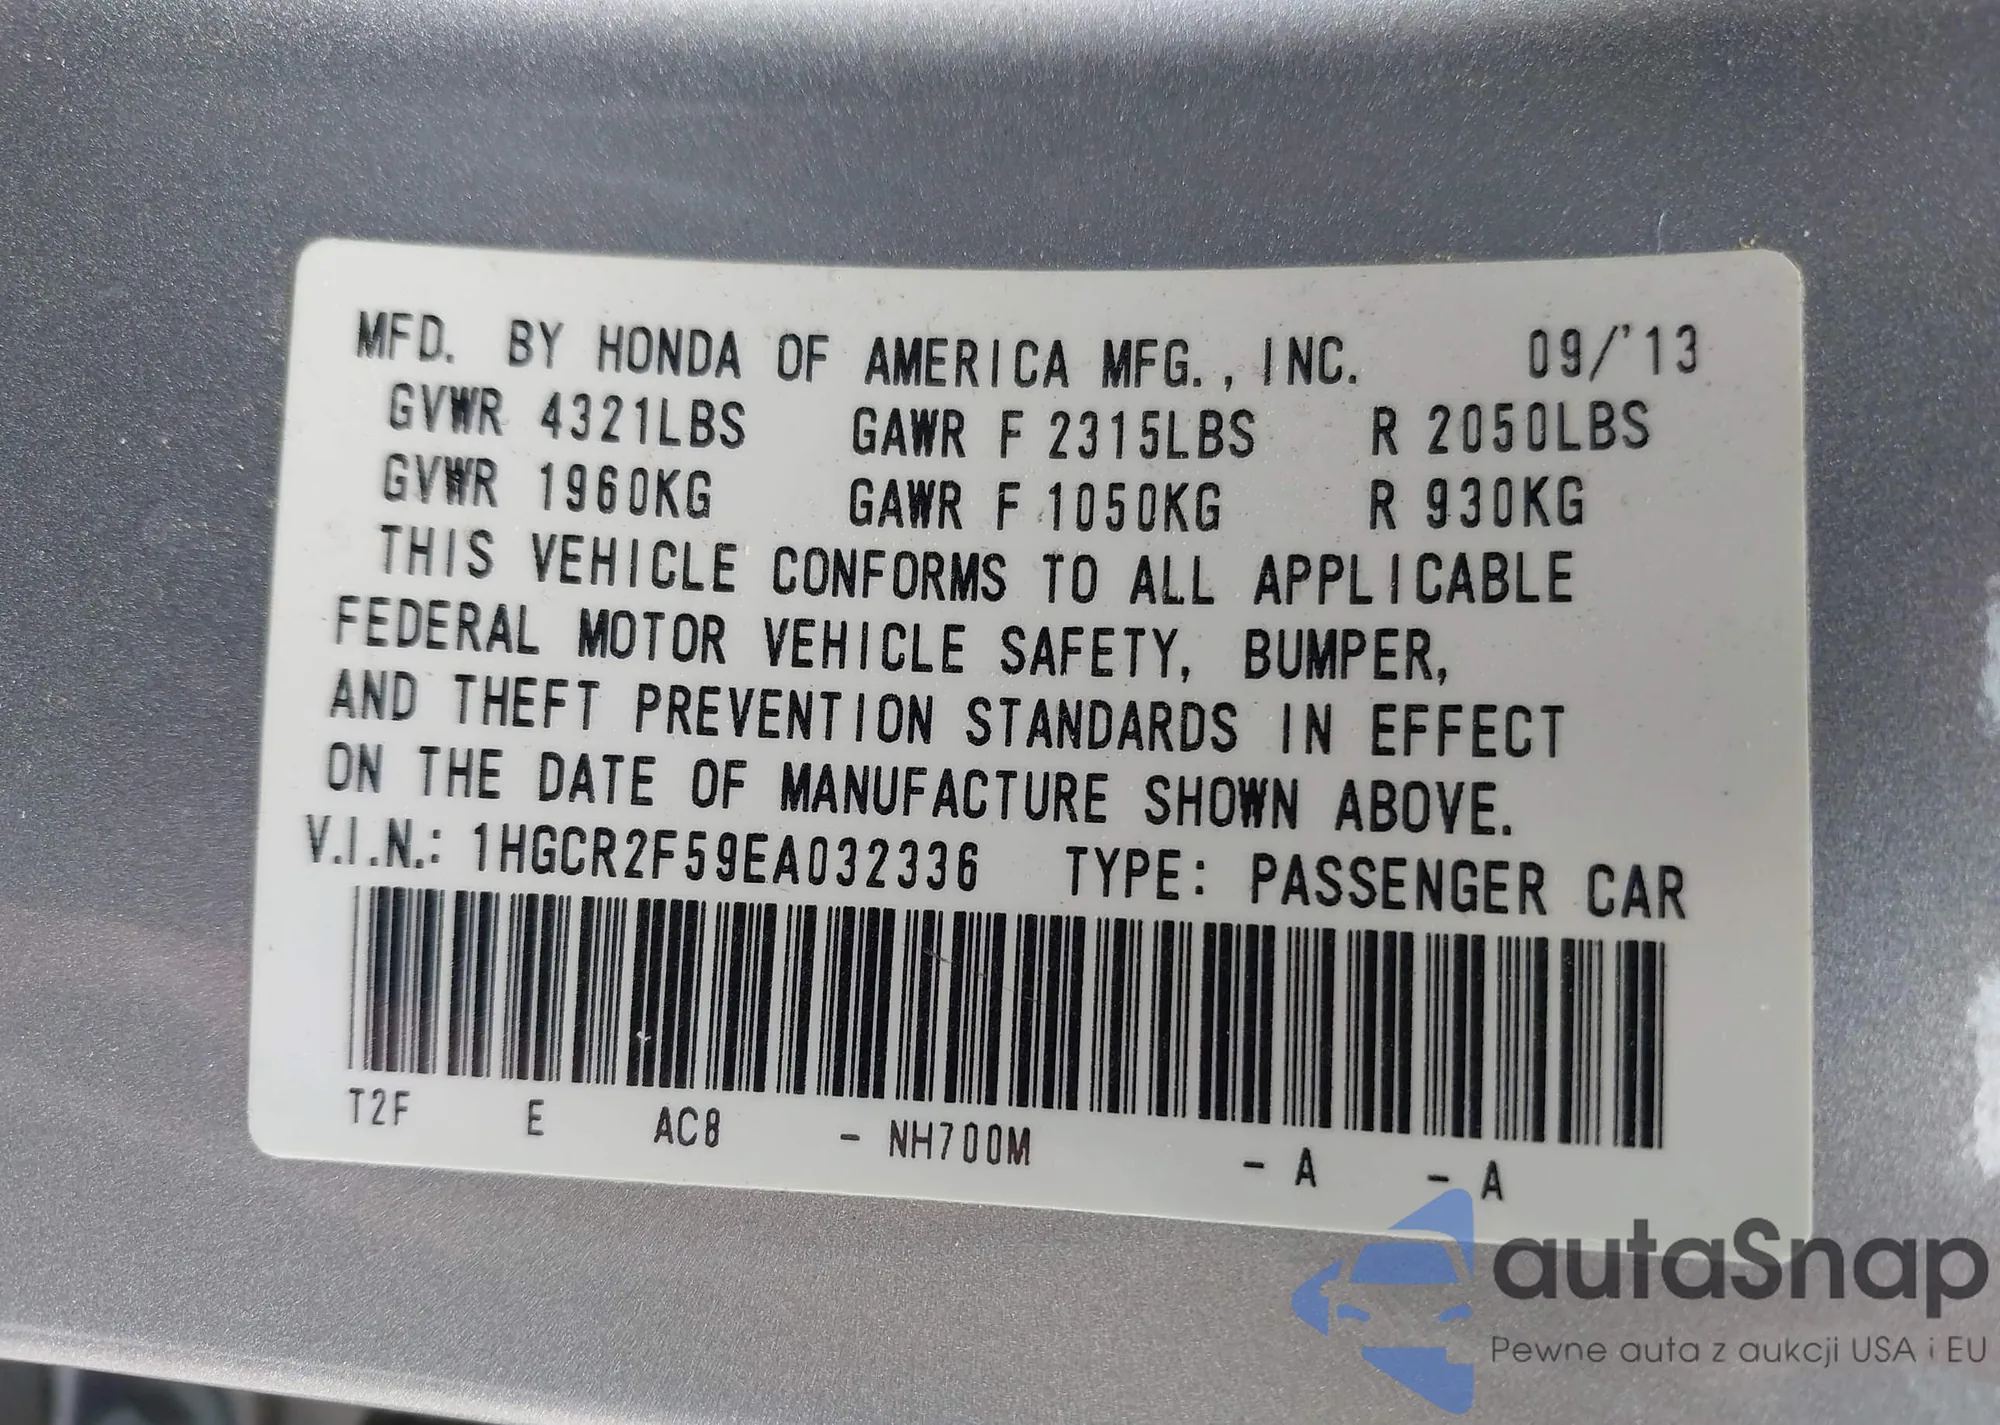 MFD. BY HONDA OF AMERICA MFG., INC. 09/'13
GVWR 4321LBS GAWR F 2315LBS R 2050LBS
GVWR 1960KG GAWR F 1050KG R 930KG
THIS VEHICLE CONFORMS TO ALL APPLICABLE
FEDERAL MOTOR VEHICLE SAFETY, BUMPER,
AND THEFT PREVENTION STANDARDS IN EFFECT
ON THE DATE OF MANUFACTURE SHOWN ABOVE.
V.I.N.: 1HGCR2F59EA032336 TYPE: PASSENGER CAR
T2F E AC8 - NH700M - A - A
autaSnap
Pewne auta z aukcji USA i EU